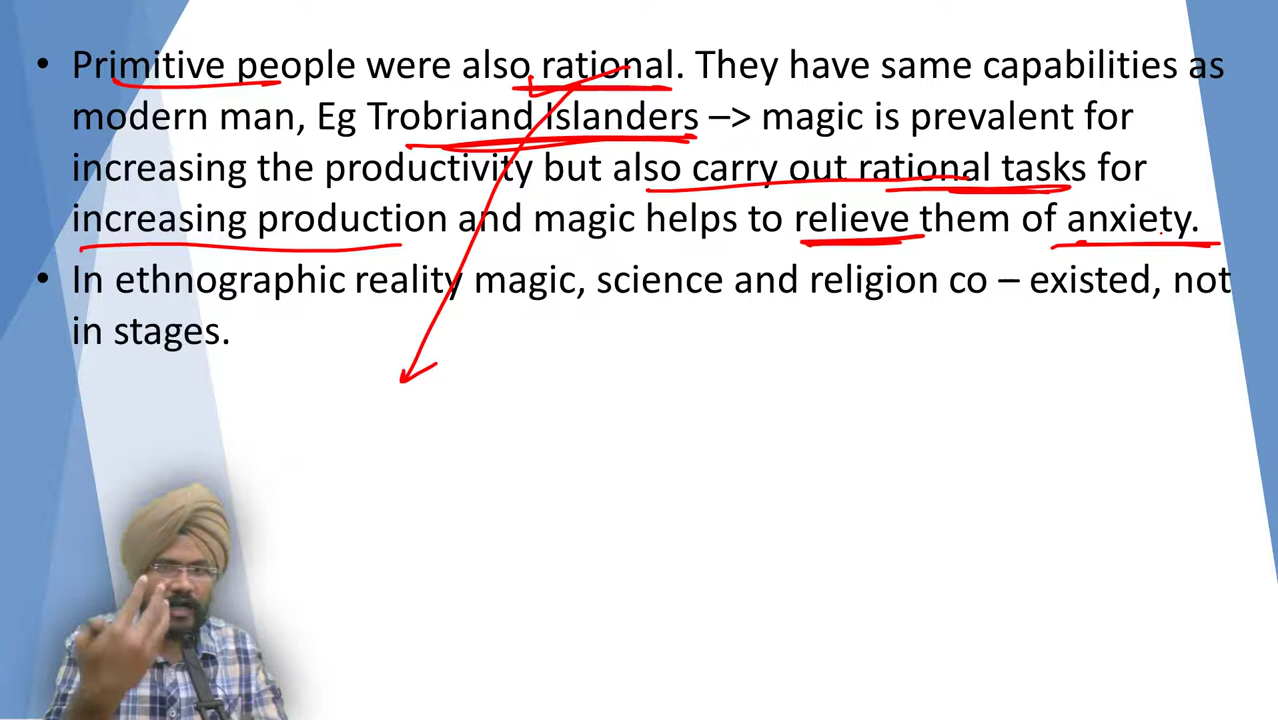 • Primitive people were also rational. They have same capabilities as
modern man, Eg Trobriand Islanders –> magic is prevalent for
increasing the productivity but also carry out rational tasks for
increasing production and magic helps to relieve them of anxiety.
• In ethnographic reality magic, science and religion co – existed, not
in stages.